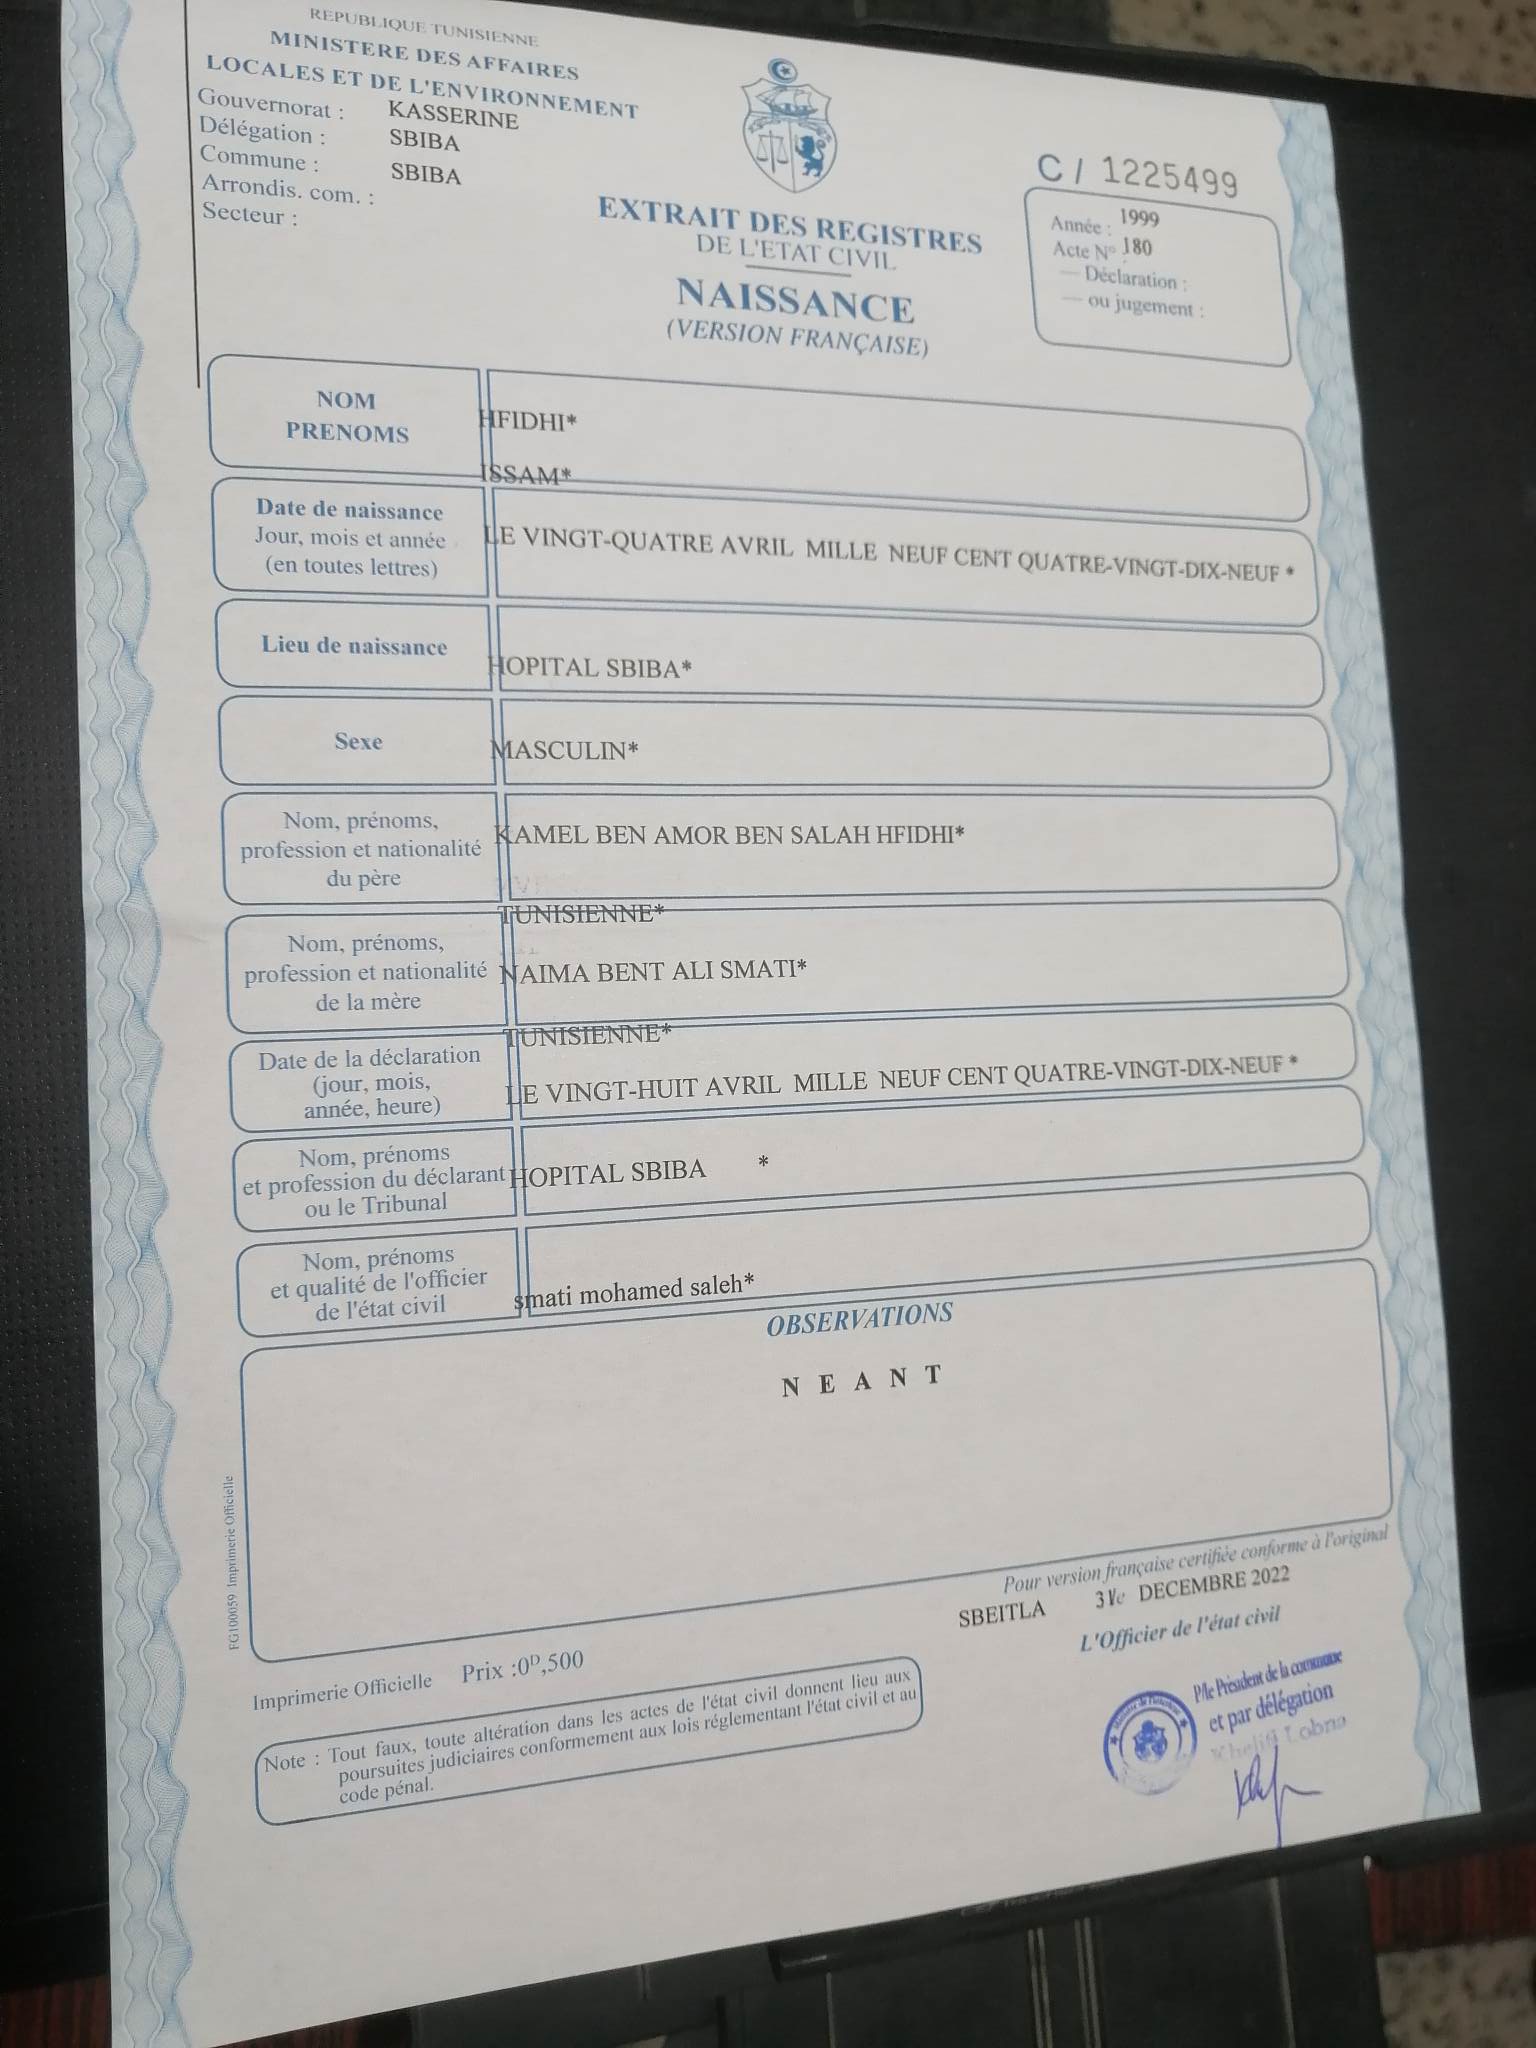 REPUBLIQUE TUNISIENNE
MINISTERE DES AFFAIRES
LOCALES ET DE L'ENVIRONNEMENT
Gouvernorat : KASSERINE
Délégation : SBIBA
Commune : SBIBA
Arrondis. com. :
Secteur :
EXTRAIT DES REGISTRES
DE L'ETAT CIVIL
NAISSANCE
(VERSION FRANÇAISE)
C / 1225499
Année : 1999
Acte N° 180
— Déclaration :
— ou jugement :
NOM
PRENOMS
HFIDHI*
ISSAM*
Date de naissance
Jour, mois et année
(en toutes lettres)
LE VINGT-QUATRE AVRIL MILLE NEUF CENT QUATRE-VINGT-DIX-NEUF *
Lieu de naissance
HOPITAL SBIBA*
Sexe
MASCULIN*
Nom, prénoms,
profession et nationalité
du père
KAMEL BEN AMOR BEN SALAH HFIDHI*
TUNISIENNE*
Nom, prénoms,
profession et nationalité
de la mère
NAIMA BENT ALI SMATI*
TUNISIENNE*
Date de la déclaration
(jour, mois,
année, heure)
LE VINGT-HUIT AVRIL MILLE NEUF CENT QUATRE-VINGT-DIX-NEUF *
Nom, prénoms
et profession du déclarant
ou le Tribunal
HOPITAL SBIBA *
Nom, prénoms
et qualité de l'officier
de l'état civil
smati mohamed saleh*
OBSERVATIONS
N E A N T
FG100059 Imprimerie Officielle
Pour version française certifiée conforme à l'original
SBEITLA DECEMBRE 2022
L'Officier de l'état civil
P/le Président de la commune
et par délégation
Khelifi Lobna
Imprimerie Officielle Prix :0ᴰ,500
Note : Tout faux, toute altération dans les actes de l'état civil donnent lieu aux
poursuites judiciaires conformement aux lois réglementant l'état civil et au
code pénal.